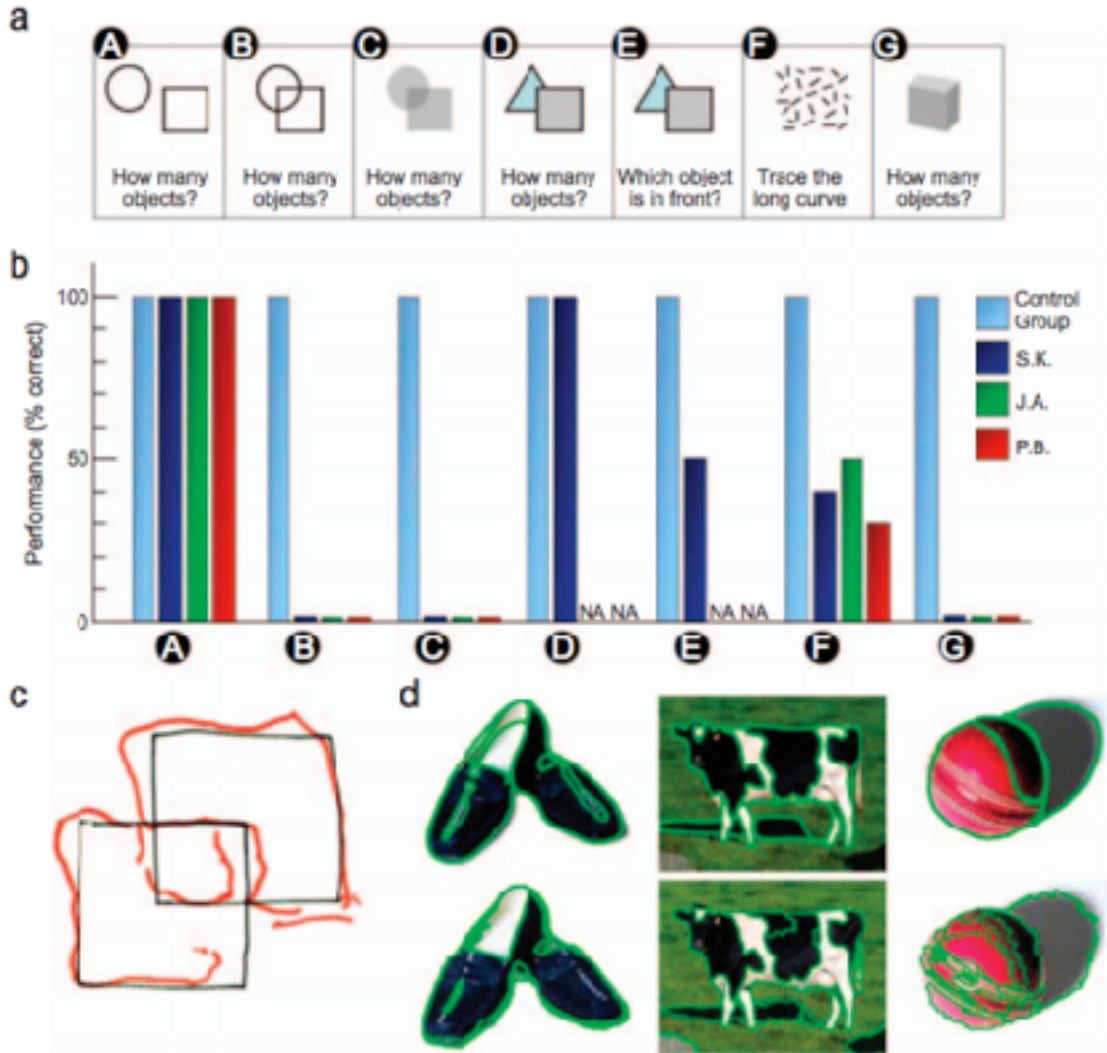 a
A B C D E F G
How many objects?
How many objects?
How many objects?
How many objects?
Which object is in front?
Trace the long curve
How many objects?
b
Performance (% correct)
100
50
0
NA NA
NA NA
Control Group
S.K.
J.A.
P.B.
A B C D E F G
c
d